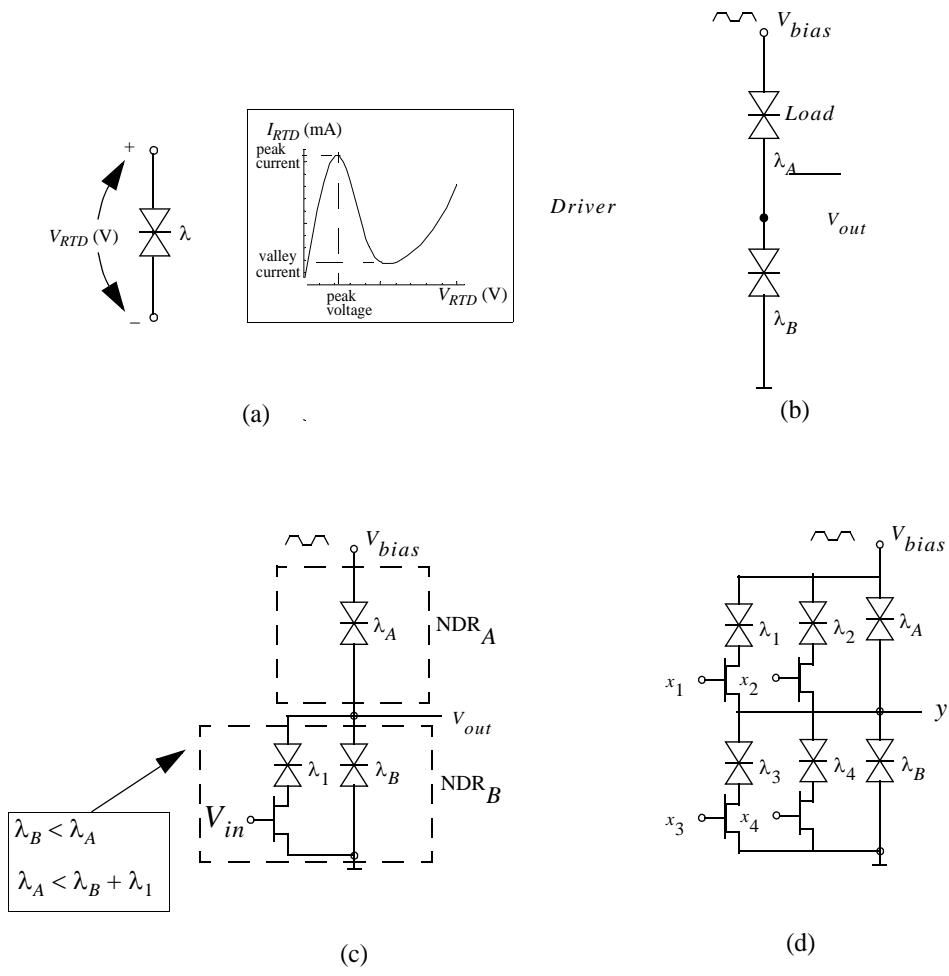 V_bias
Load
λ_A
V_out
λ_B
Driver
(b)
I_RTD (mA)
peak
current
valley
current
peak
voltage
V_RTD (V)
+
V_RTD (V)
λ
–
(a)
V_bias
λ_A
NDR_A
V_out
λ_1
λ_B
NDR_B
V_in
λ_B < λ_A
λ_A < λ_B + λ_1
(c)
V_bias
λ_1
λ_2
λ_A
x_1
x_2
y
λ_3
λ_4
λ_B
x_3
x_4
(d)